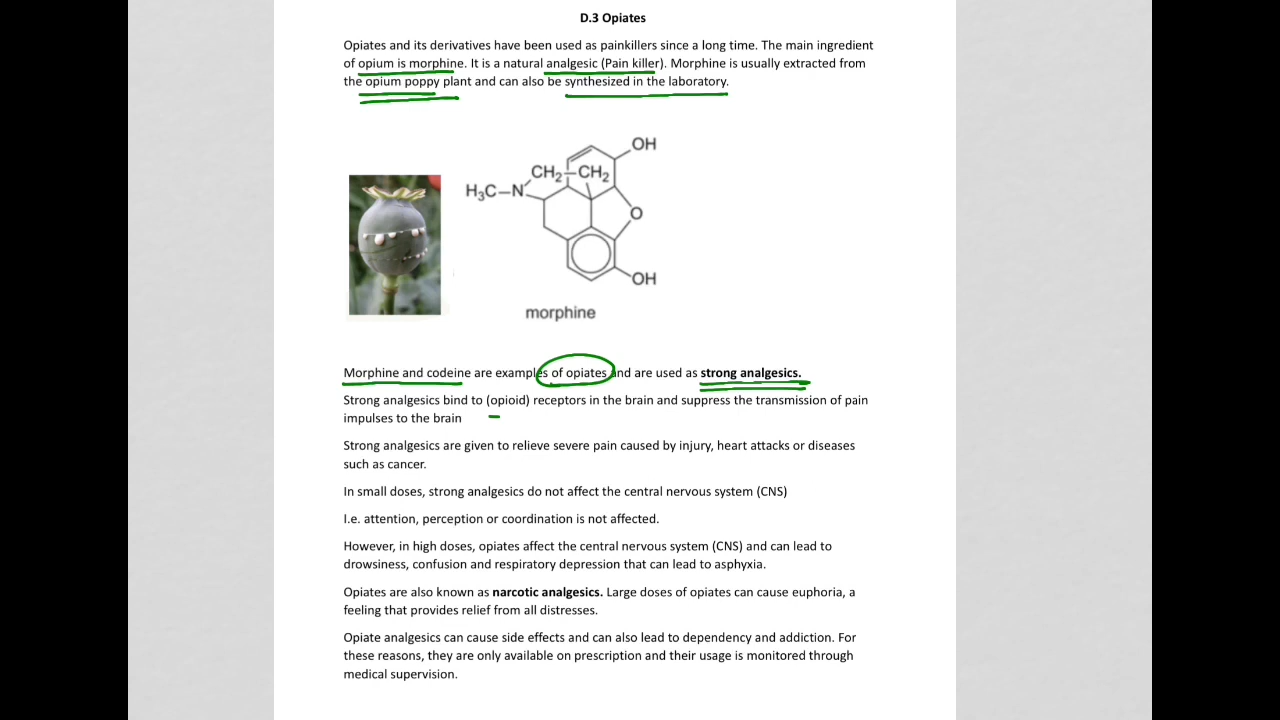 D.3 Opiates
Opiates and its derivatives have been used as painkillers since a long time. The main ingredient
of opium is morphine. It is a natural analgesic (Pain killer). Morphine is usually extracted from
the opium poppy plant and can also be synthesized in the laboratory.
OH
CH2–CH2
H3C–N
O
OH
morphine
Morphine and codeine are examples of opiates and are used as strong analgesics.
Strong analgesics bind to (opioid) receptors in the brain and suppress the transmission of pain
impulses to the brain
Strong analgesics are given to relieve severe pain caused by injury, heart attacks or diseases
such as cancer.
In small doses, strong analgesics do not affect the central nervous system (CNS)
I.e. attention, perception or coordination is not affected.
However, in high doses, opiates affect the central nervous system (CNS) and can lead to
drowsiness, confusion and respiratory depression that can lead to asphyxia.
Opiates are also known as narcotic analgesics. Large doses of opiates can cause euphoria, a
feeling that provides relief from all distresses.
Opiate analgesics can cause side effects and can also lead to dependency and addiction. For
these reasons, they are only available on prescription and their usage is monitored through
medical supervision.